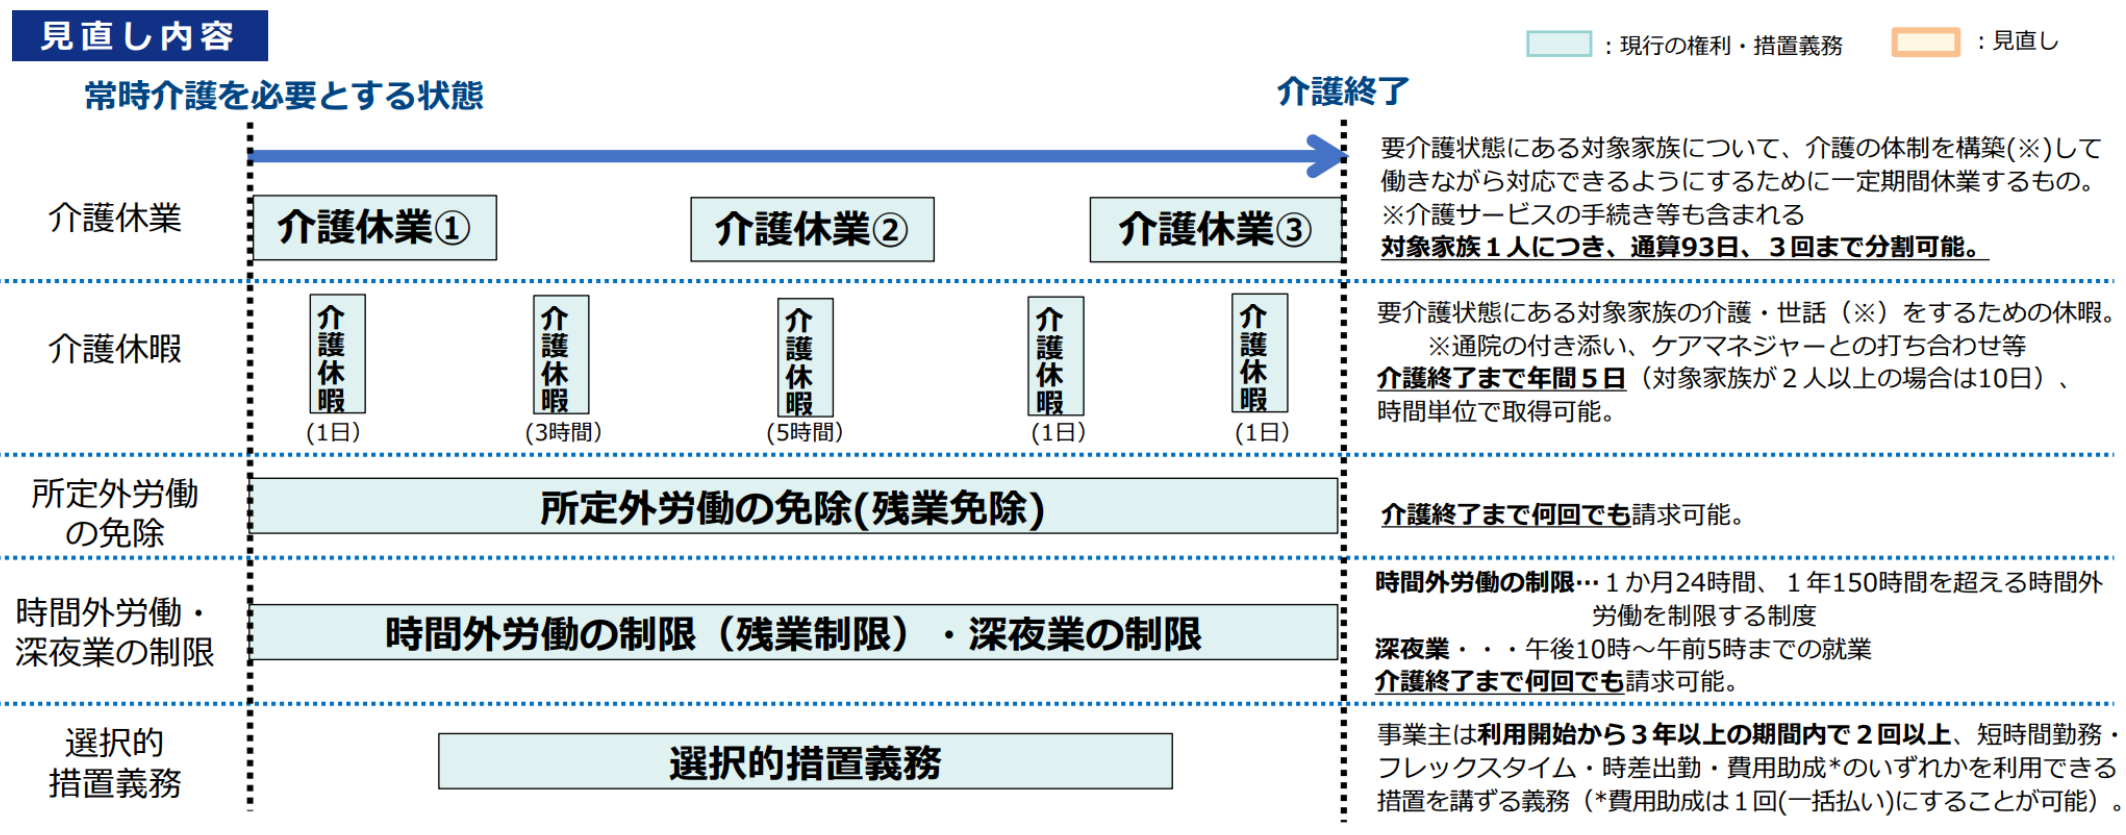 見直し内容
：現行の権利・措置義務
：見直し
常時介護を必要とする状態
介護終了
介護休業
介護休業①
介護休業②
介護休業③
要介護状態にある対象家族について、介護の体制を構築(※)して
働きながら対応できるようにするために一定期間休業するもの。
※介護サービスの手続き等も含まれる
対象家族１人につき、通算93日、３回まで分割可能。
介護休暇
介護休暇
(1日)
介護休暇
(3時間)
介護休暇
(5時間)
介護休暇
(1日)
介護休暇
(1日)
要介護状態にある対象家族の介護・世話（※）をするための休暇。
※通院の付き添い、ケアマネジャーとの打ち合わせ等
介護終了まで年間５日（対象家族が２人以上の場合は10日）、
時間単位で取得可能。
所定外労働
の免除
所定外労働の免除(残業免除)
介護終了まで何回でも請求可能。
時間外労働・
深夜業の制限
時間外労働の制限（残業制限）・深夜業の制限
時間外労働の制限…１か月24時間、１年150時間を超える時間外
労働を制限する制度
深夜業・・・午後10時～午前5時までの就業
介護終了まで何回でも請求可能。
選択的
措置義務
選択的措置義務
事業主は利用開始から３年以上の期間内で２回以上、短時間勤務・
フレックスタイム・時差出勤・費用助成*のいずれかを利用できる
措置を講ずる義務（*費用助成は１回(一括払い)にすることが可能）。